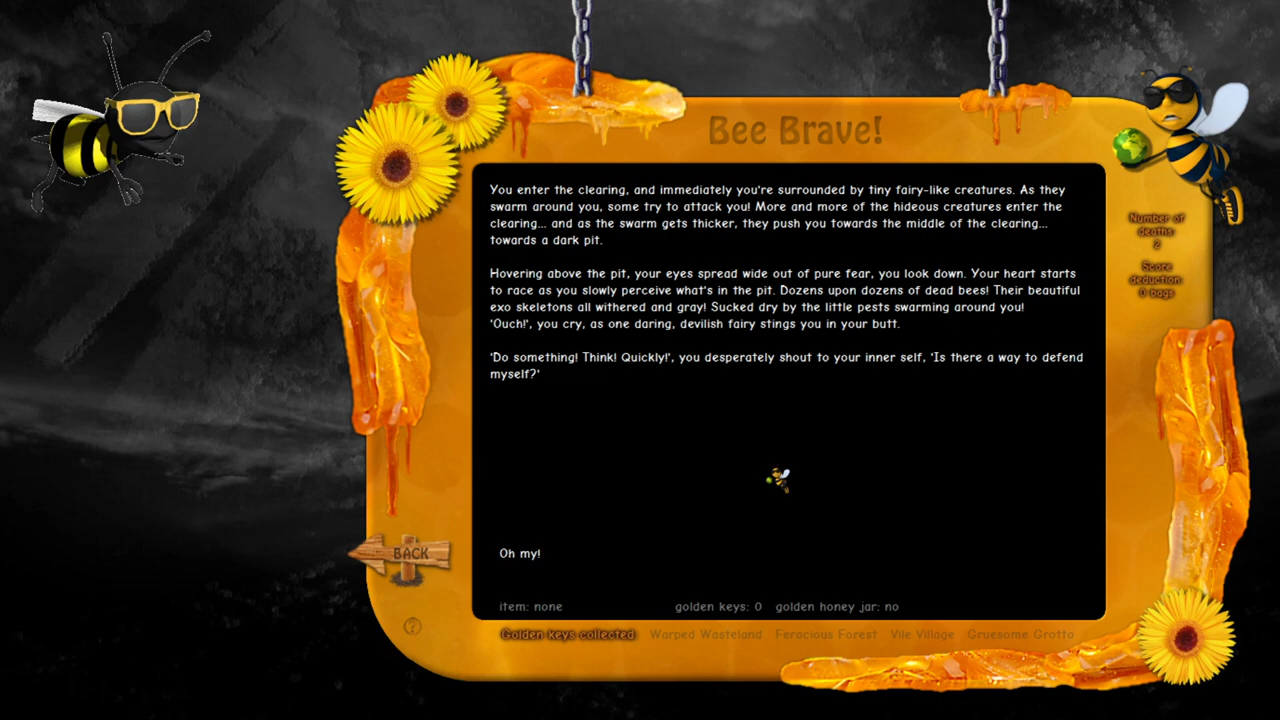 Bee Brave!
You enter the clearing, and immediately you're surrounded by tiny fairy-like creatures. As they
swarm around you, some try to attack you! More and more of the hideous creatures enter the
clearing... and as the swarm gets thicker, they push you towards the middle of the clearing...
towards a dark pit.
Hovering above the pit, your eyes spread wide out of pure fear, you look down. Your heart starts
to race as you slowly perceive what's in the pit. Dozens upon dozens of dead bees! Their beautiful
exo skeletons all withered and gray! Sucked dry by the little pests swarming around you!
'Ouch!', you cry, as one daring, devilish fairy stings you in your butt.
'Do something! Think! Quickly!', you desperately shout to your inner self, 'Is there a way to defend
myself?'
Number of
deaths:
2
Score
deduction:
0 bags
Oh my!
BACK
item: none golden keys: 0 golden honey jar: no
?
Golden keys collected Warped Wasteland Ferocious Forest Vile Village Gruesome Grotto